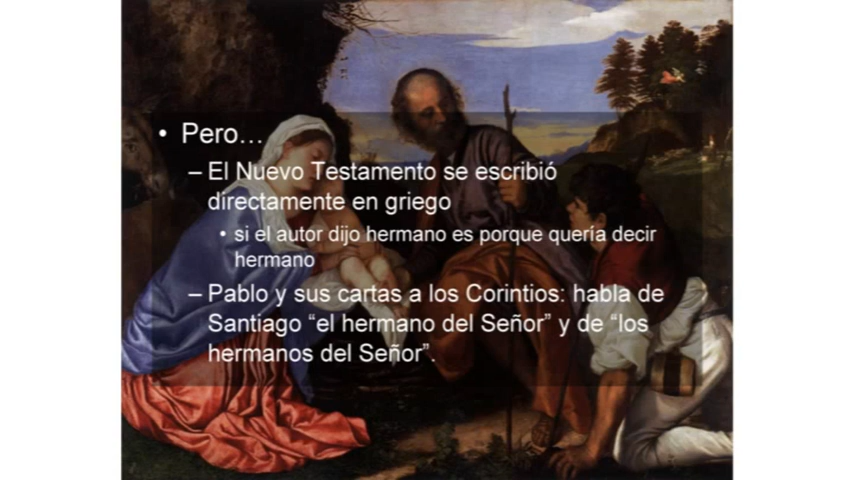 • Pero...
– El Nuevo Testamento se escribió
directamente en griego
• si el autor dijo hermano es porque quería decir
hermano
– Pablo y sus cartas a los Corintios: habla de
Santiago “el hermano del Señor” y de “los
hermanos del Señor”.